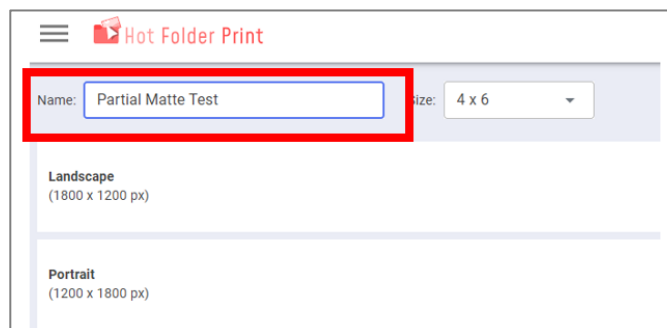 Hot Folder Print
Name: Partial Matte Test Size: 4 x 6
Landscape
(1800 x 1200 px)
Portrait
(1200 x 1800 px)